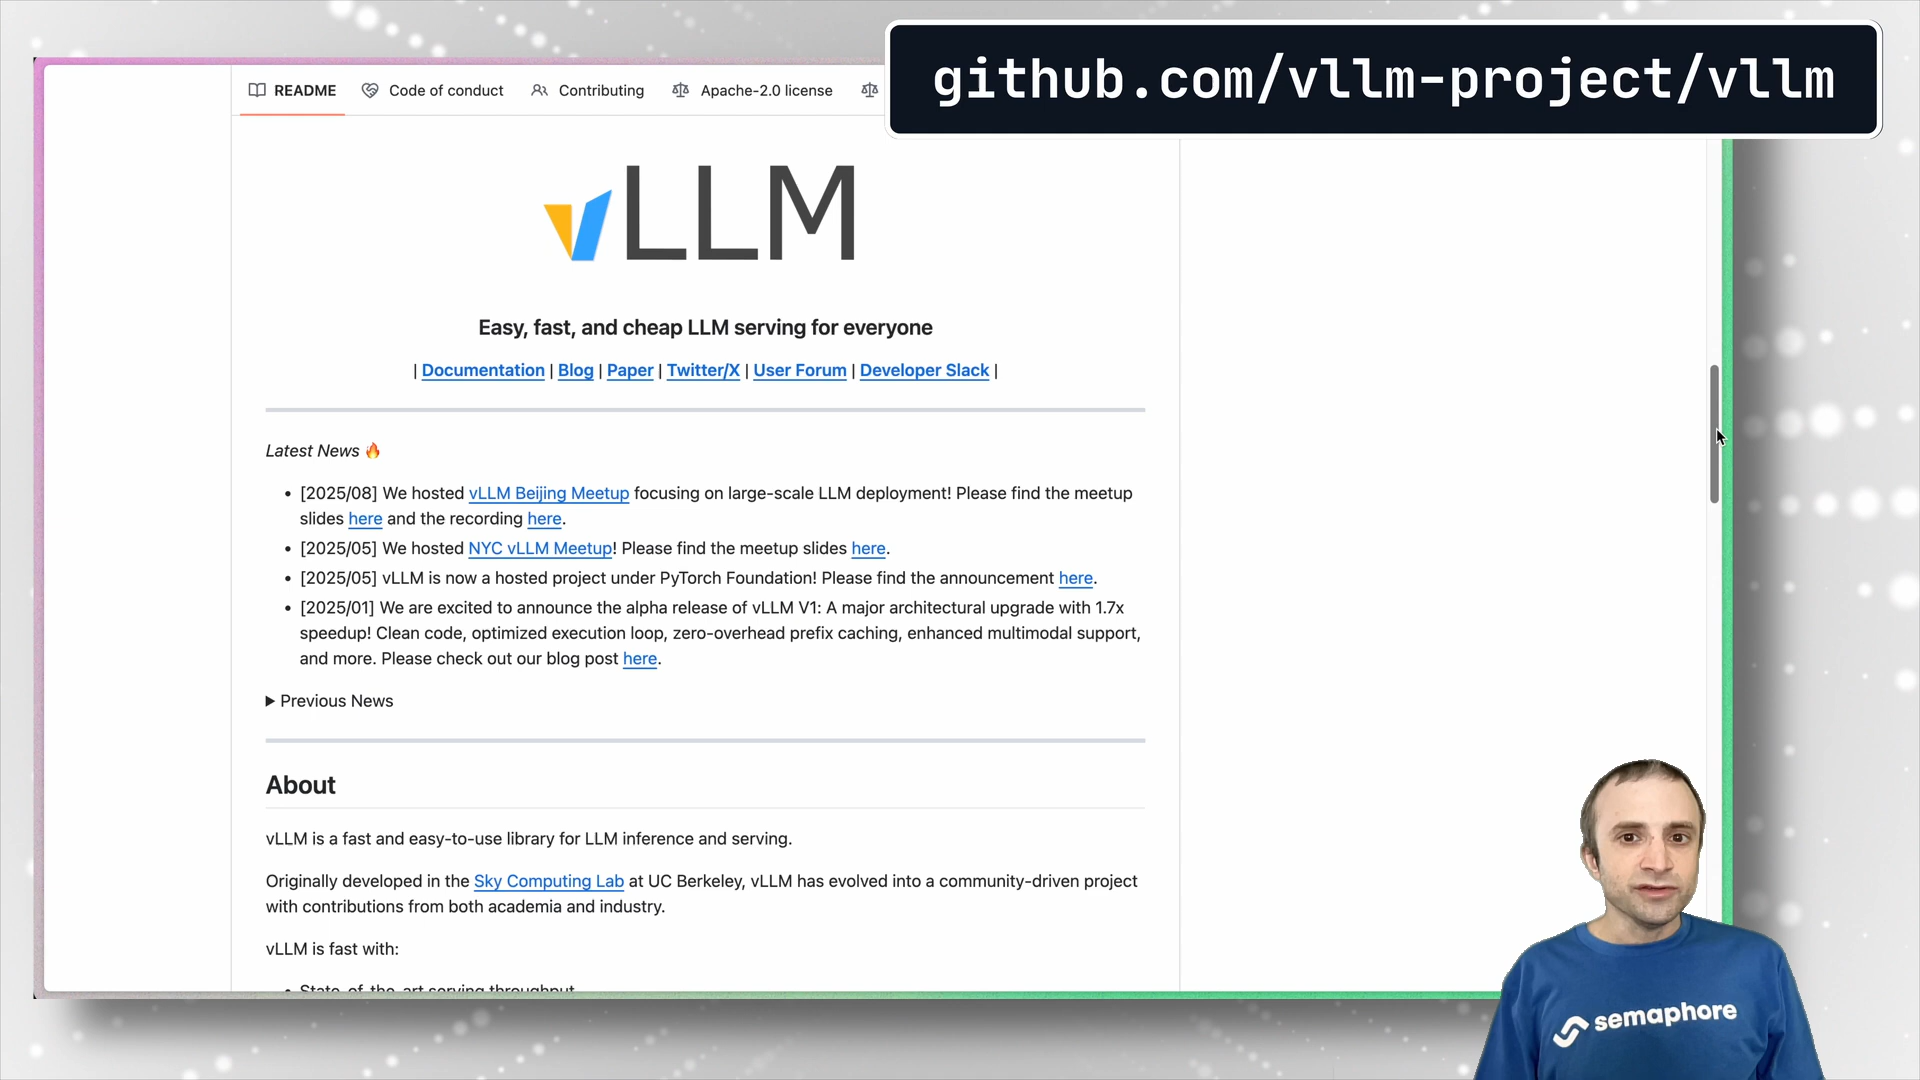 github.com/vllm-project/vllm
README Code of conduct Contributing Apache-2.0 license
vLLM
Easy, fast, and cheap LLM serving for everyone
| Documentation | Blog | Paper | Twitter/X | User Forum | Developer Slack |
Latest News 🔥
• [2025/08] We hosted vLLM Beijing Meetup focusing on large-scale LLM deployment! Please find the meetup
slides here and the recording here.
• [2025/05] We hosted NYC vLLM Meetup! Please find the meetup slides here.
• [2025/05] vLLM is now a hosted project under PyTorch Foundation! Please find the announcement here.
• [2025/01] We are excited to announce the alpha release of vLLM V1: A major architectural upgrade with 1.7x
speedup! Clean code, optimized execution loop, zero-overhead prefix caching, enhanced multimodal support,
and more. Please check out our blog post here.
▶ Previous News
About
vLLM is a fast and easy-to-use library for LLM inference and serving.
Originally developed in the Sky Computing Lab at UC Berkeley, vLLM has evolved into a community-driven project
with contributions from both academia and industry.
vLLM is fast with:
• State-of-the-art serving throughput
semaphore